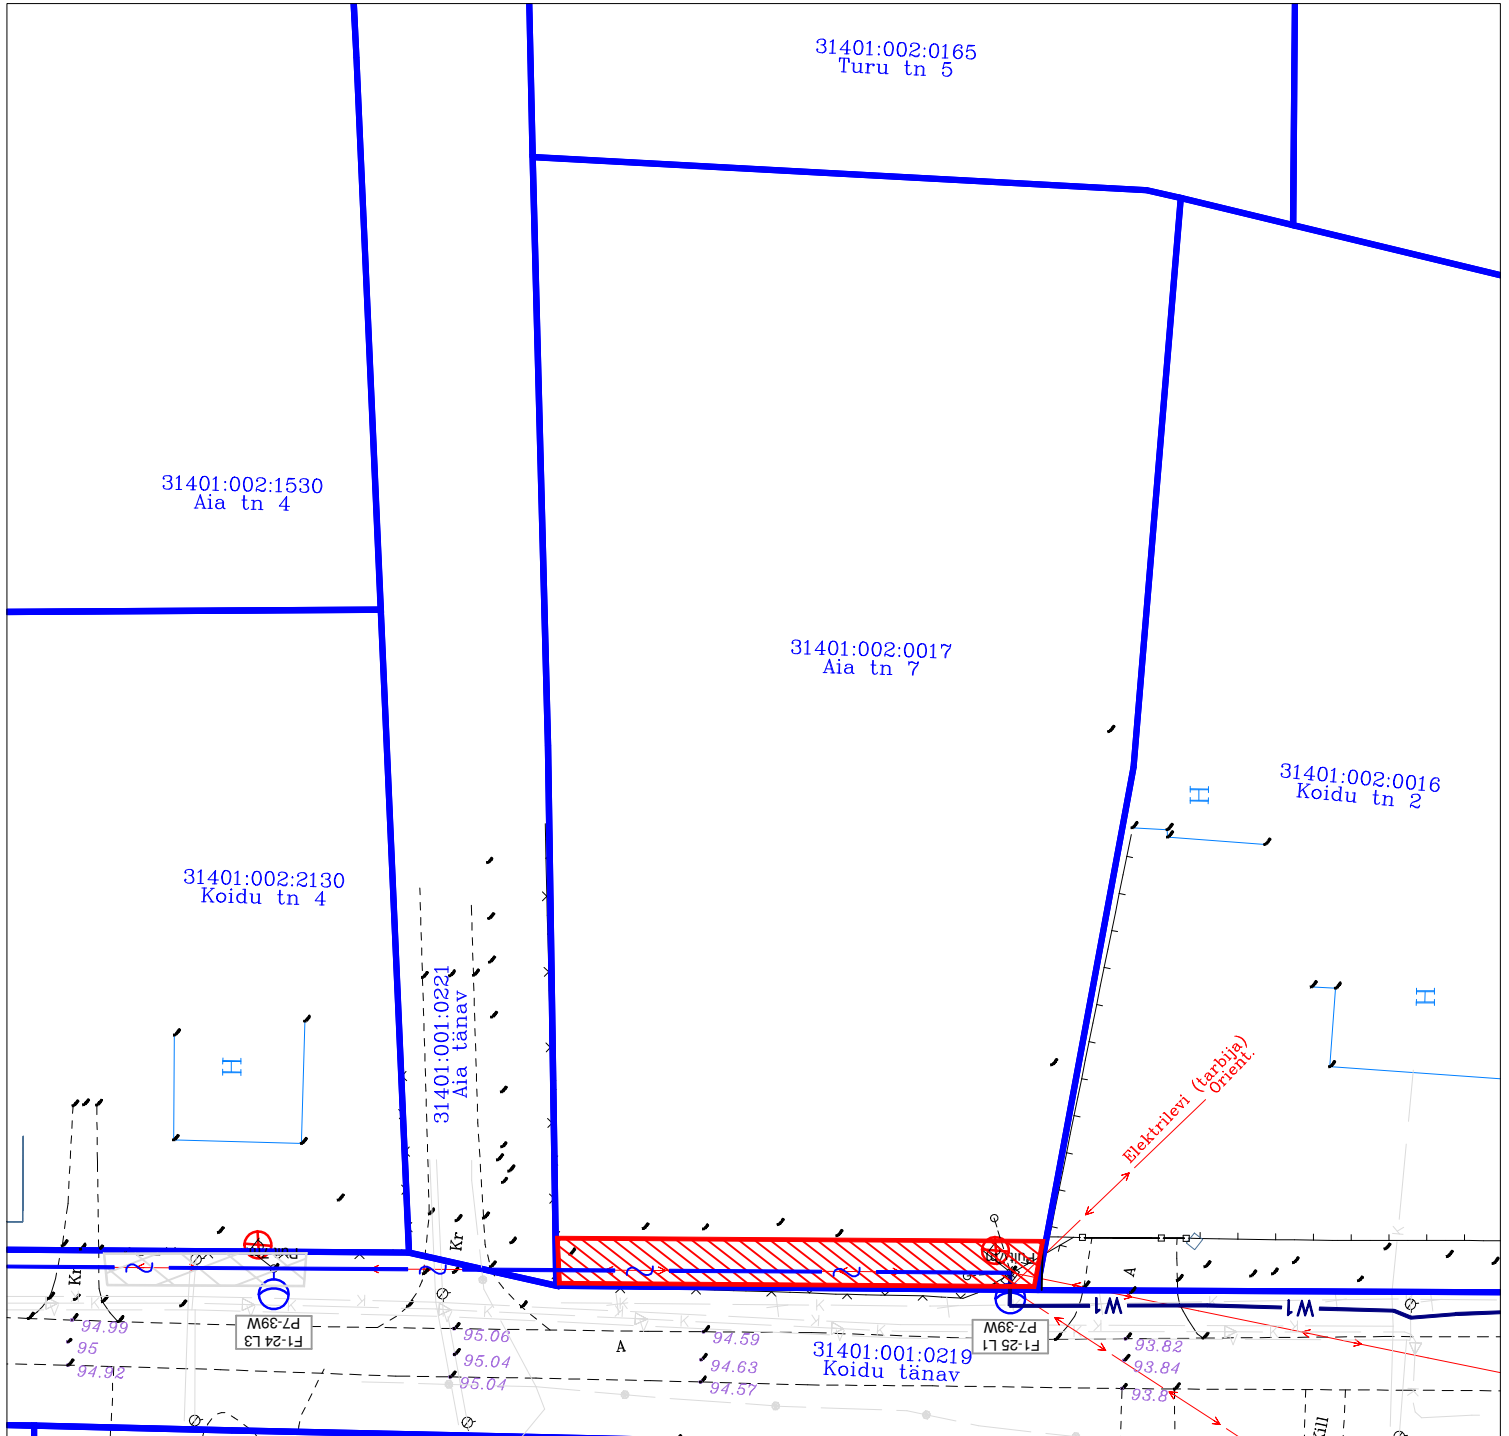 31401:002:0165
Turu tn 5
31401:002:1530
Aia tn 4
31401:002:0017
Aia tn 7
31401:002:0016
Koidu tn 2
H
31401:002:2130
Koidu tn 4
H
H
31401:001:0221
Aia tänav
Elektrilevi (tarbija)
Orient.
Kr
Kr
A
W1
W1
F1-24 L3
P7-39W
F1-25 L1
P7-39W
94.99
95
94.92
95.06
95.04
95.04
94.59
94.63
94.57
A
31401:001:0219
Koidu tänav
93.82
93.84
93.8
K
K
K
K
K
K
K